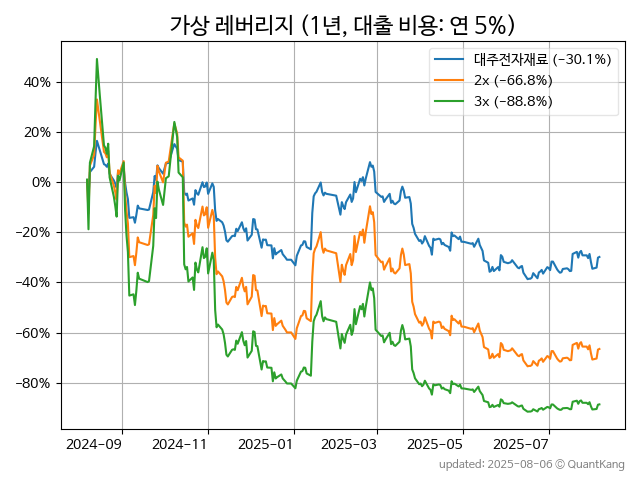 가상 레버리지 (1년, 대출 비용: 연 5%)
대주전자재료 (−30.1%)
2x (−66.8%)
3x (−88.8%)
40%
20%
0%
−20%
−40%
−60%
−80%
2024-09 2024-11 2025-01 2025-03 2025-05 2025-07
updated: 2025-08-06 © QuantKang